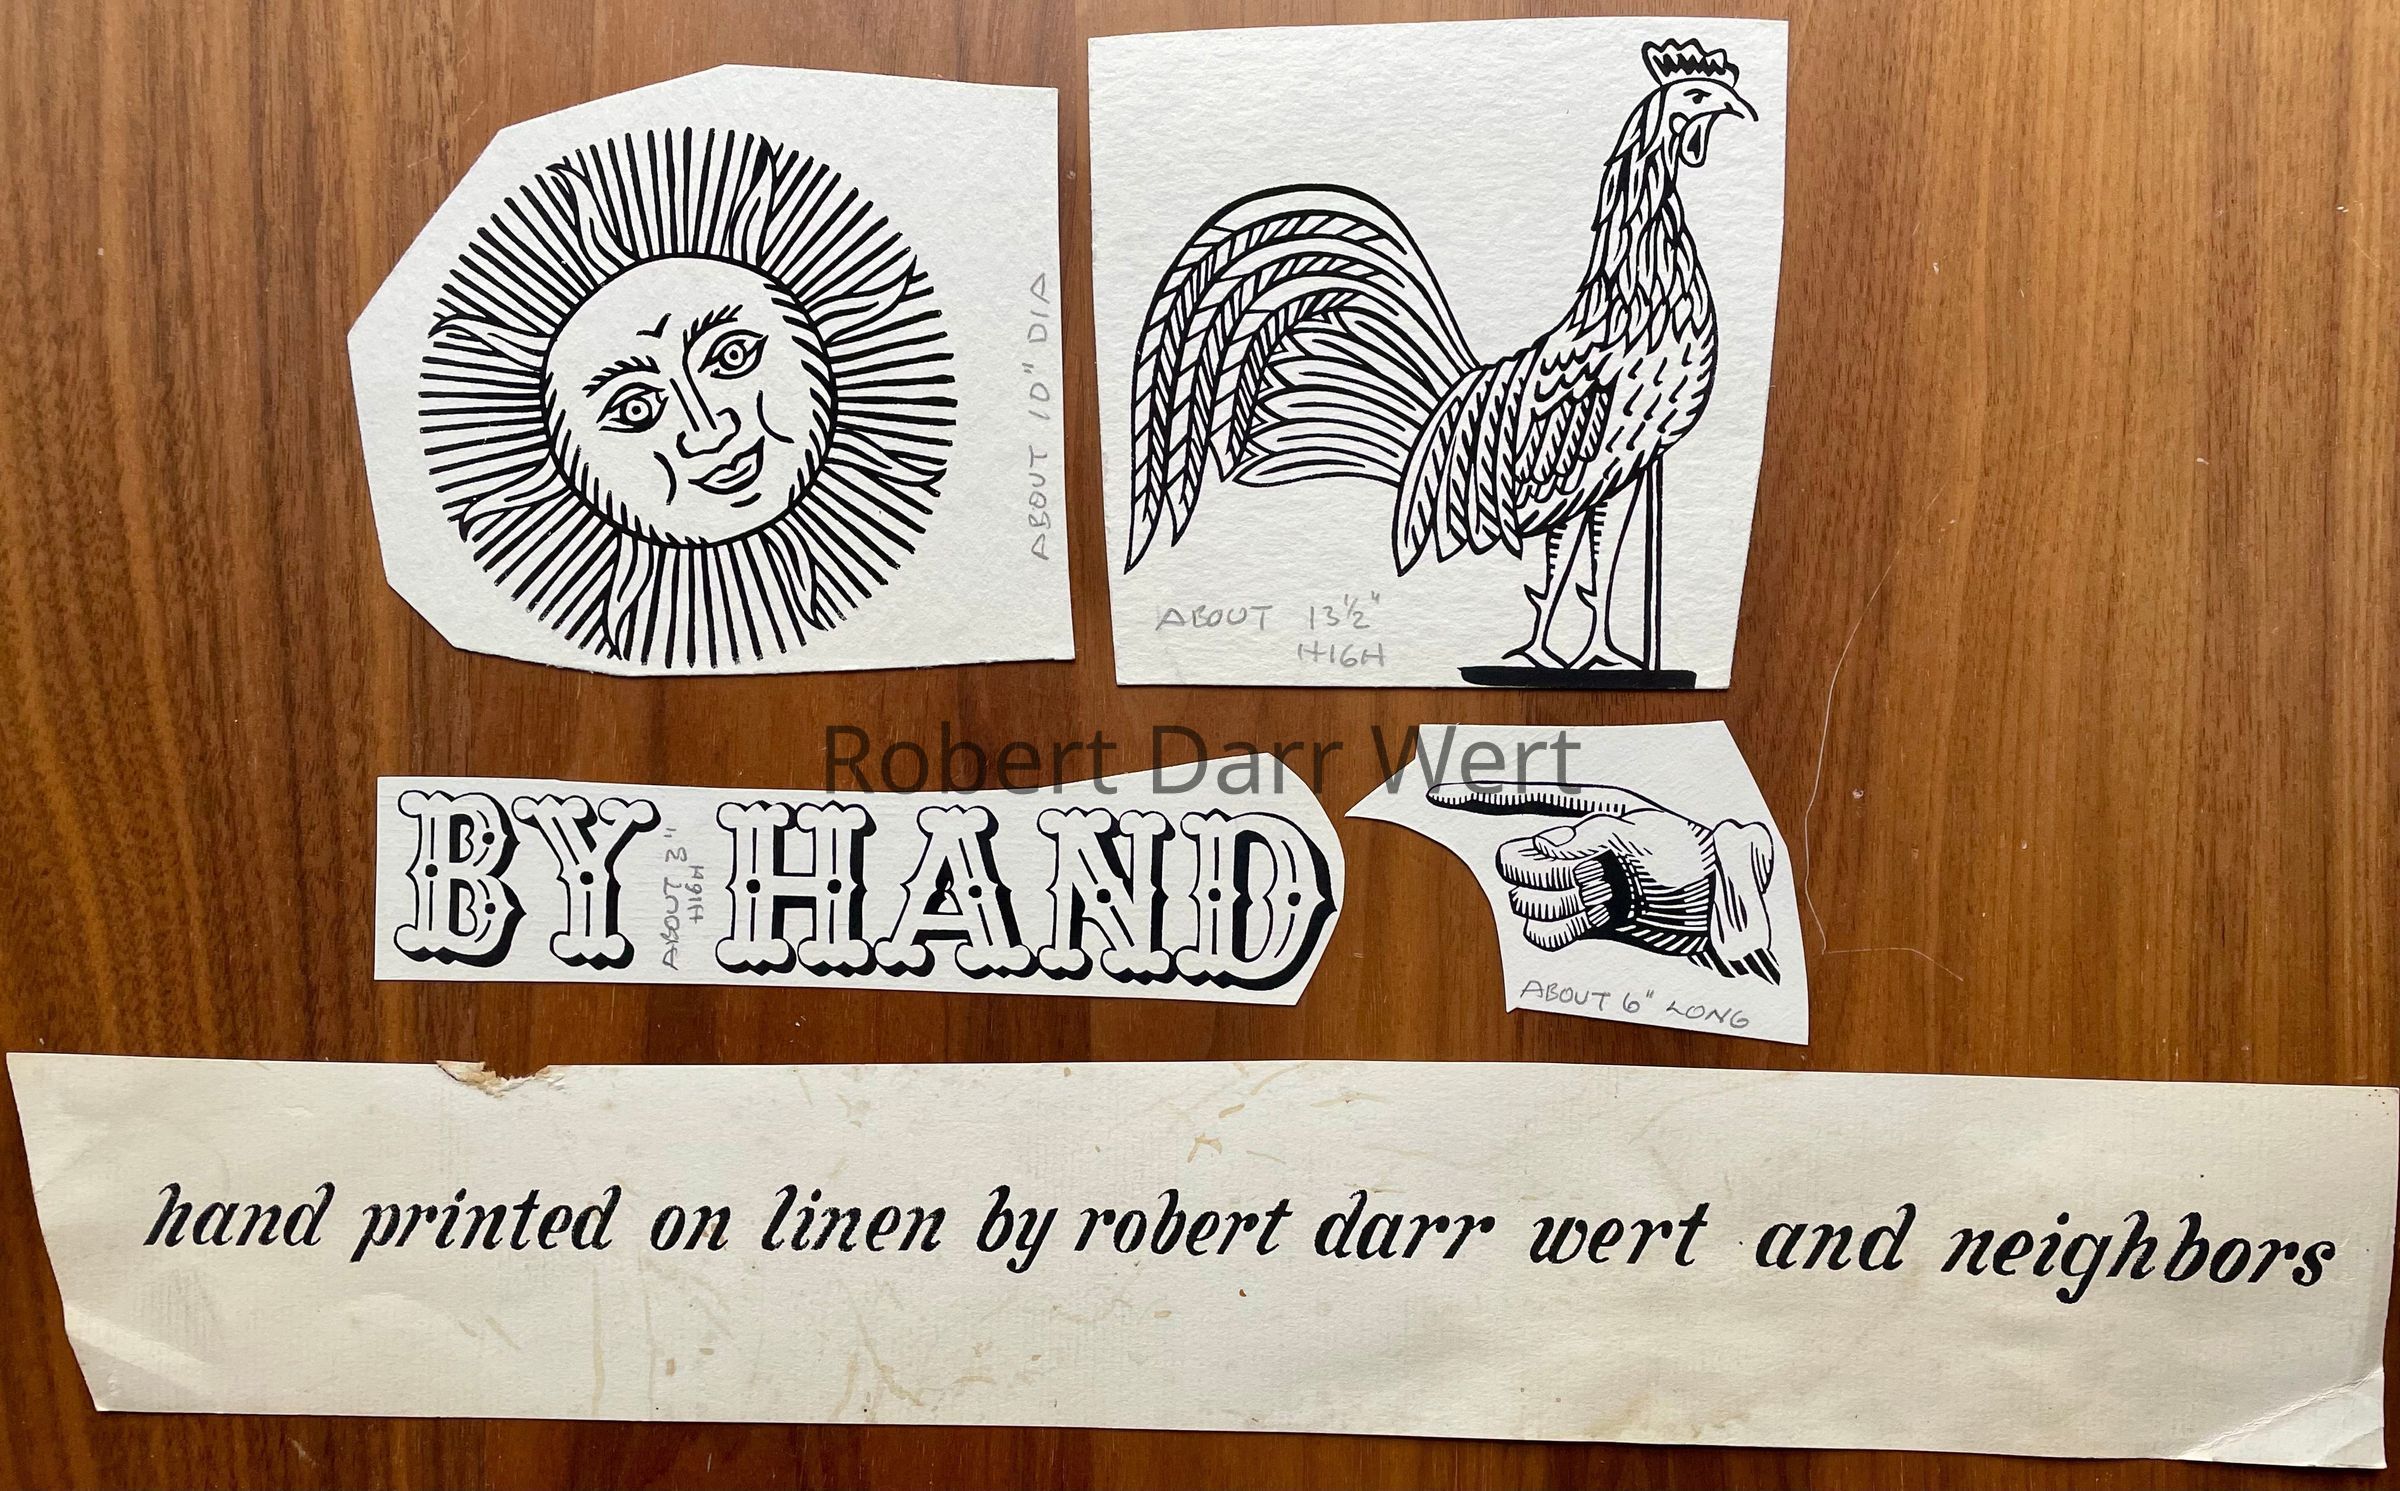 ABOUT 10" DIA
ABOUT 13½"
HIGH
Robert Darr Wert
BY HAND
ABOUT 3"
HIGH
ABOUT 6" LONG
hand printed on linen by robert darr wert and neighbors